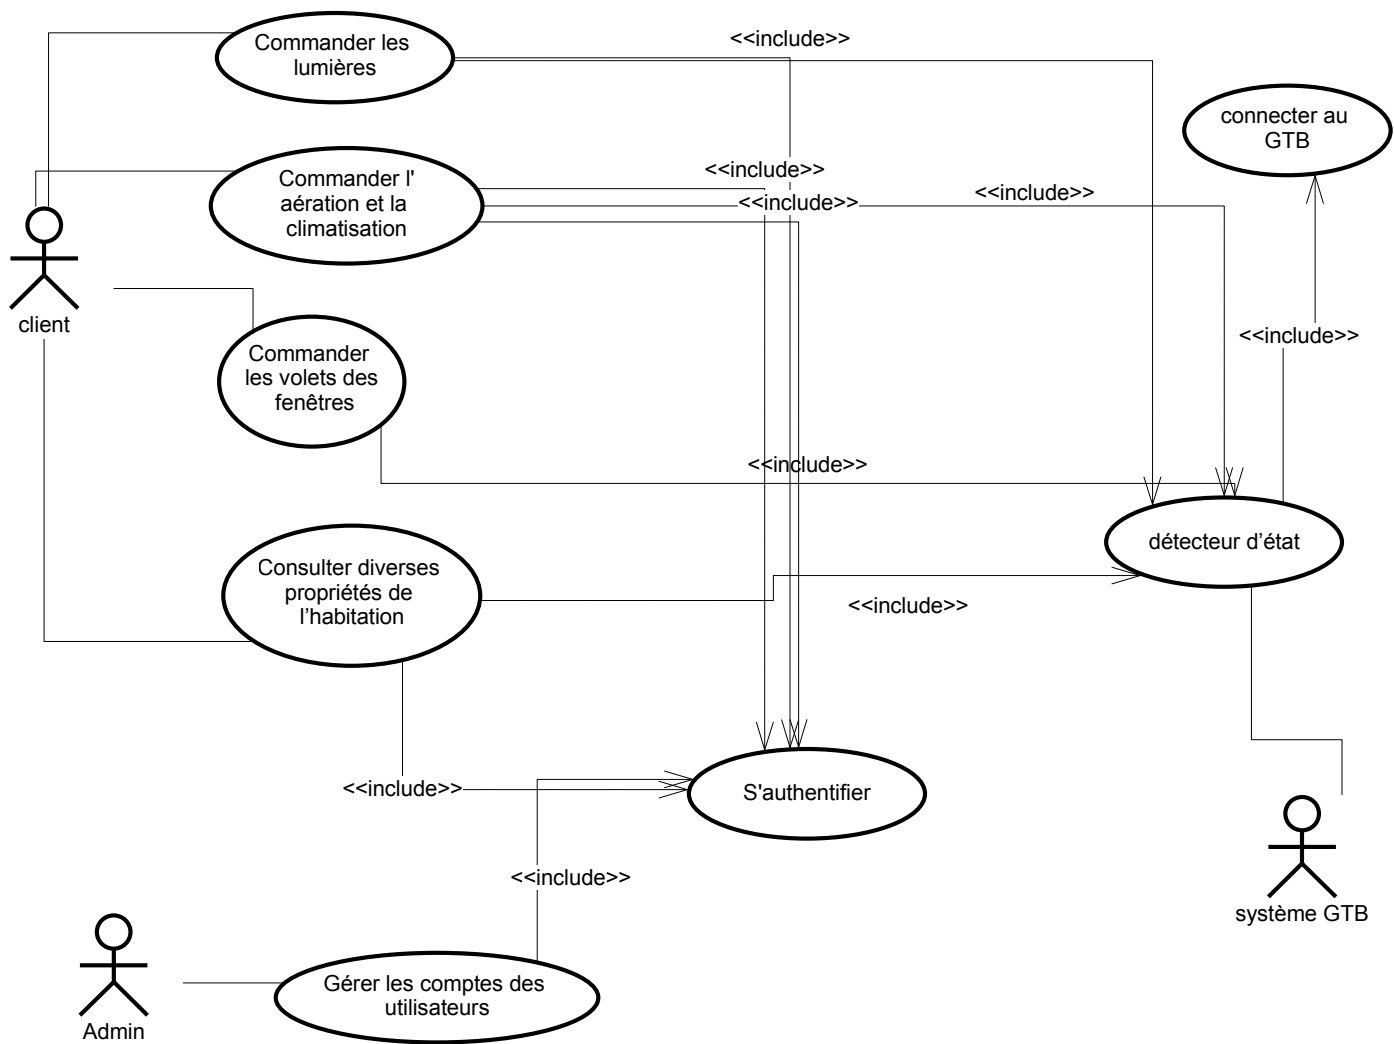 Commander les
lumières
<<include>>
connecter au
GTB
Commander l'
aération et la
climatisation
<<include>>
<<include>>
<<include>>
client
<<include>>
Commander
les volets des
fenêtres
<<include>>
détecteur d’état
Consulter diverses
propriétés de
l’habitation
<<include>>
<<include>>
S'authentifier
<<include>>
système GTB
Gérer les comptes des
utilisateurs
Admin